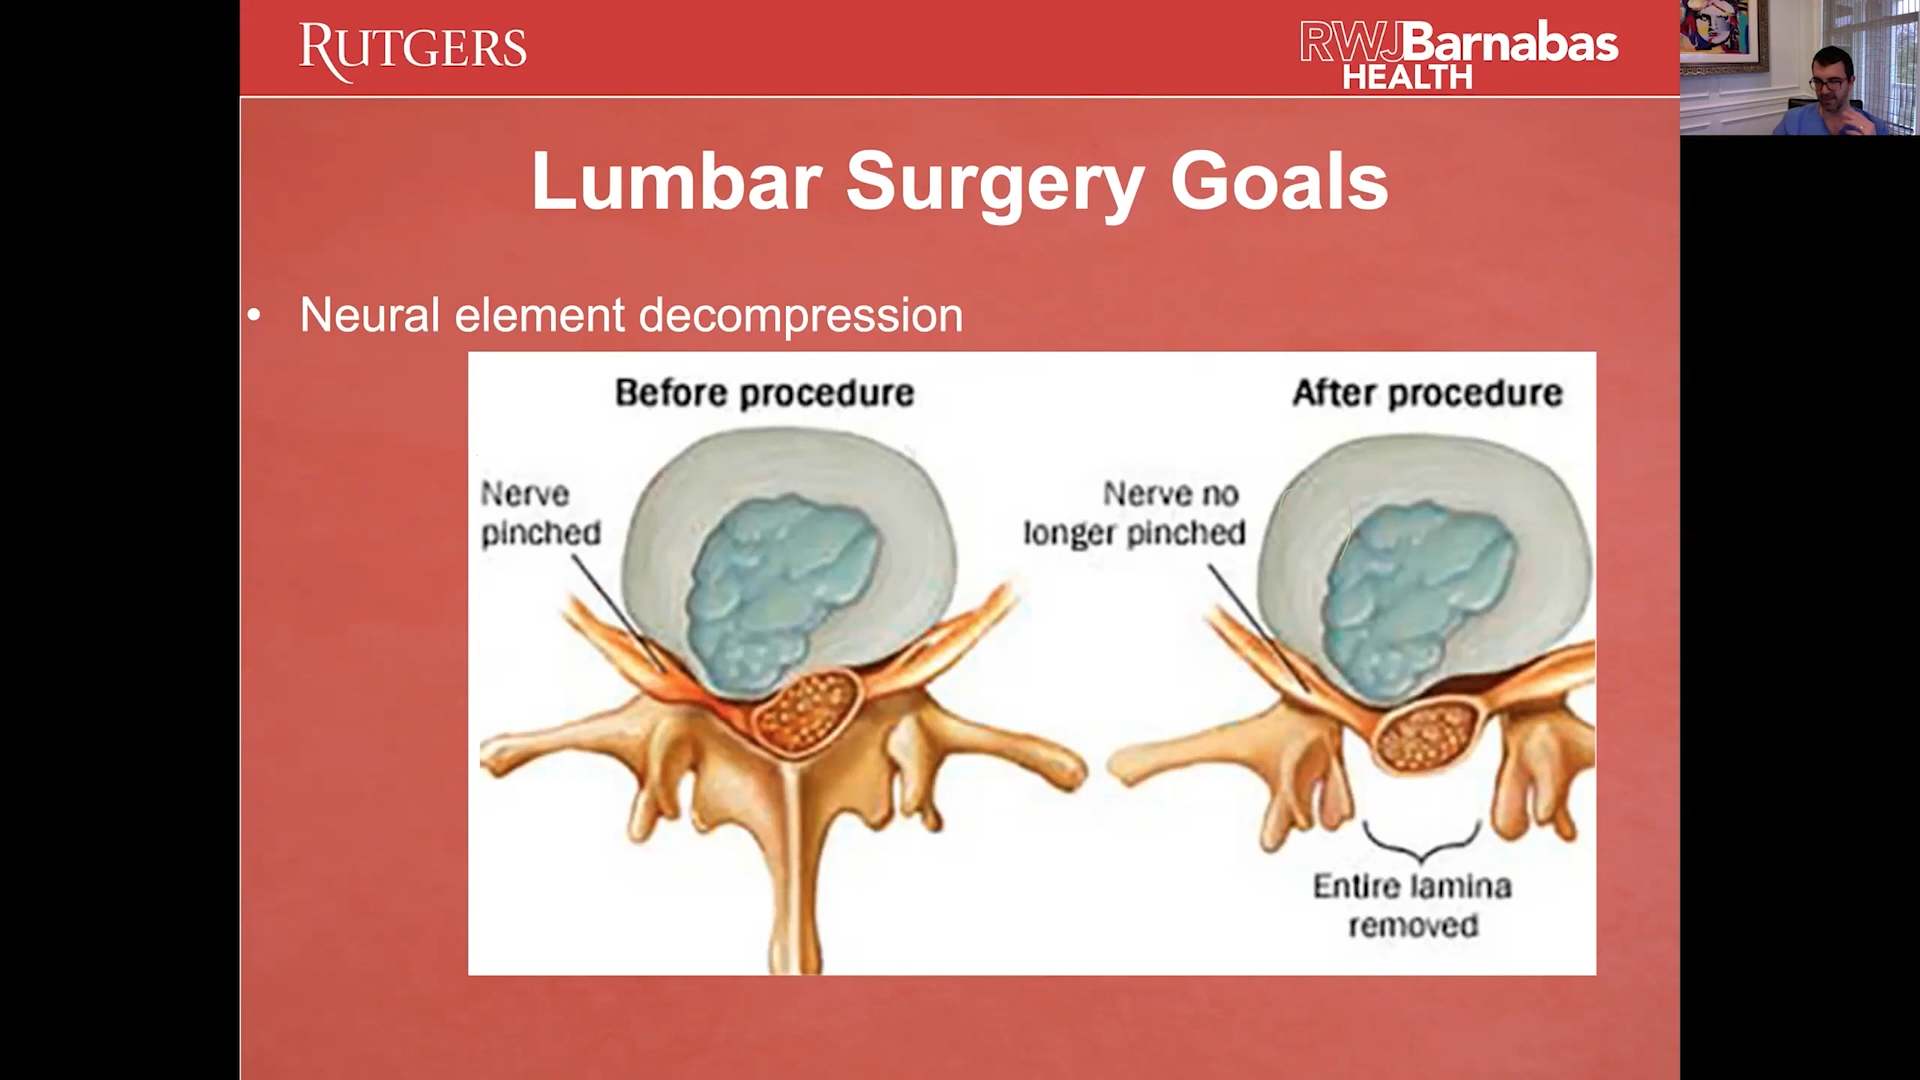 RUTGERS
RWJBarnabas
HEALTH
Lumbar Surgery Goals
• Neural element decompression
Before procedure
After procedure
Nerve
pinched
Nerve no
longer pinched
Entire lamina
removed